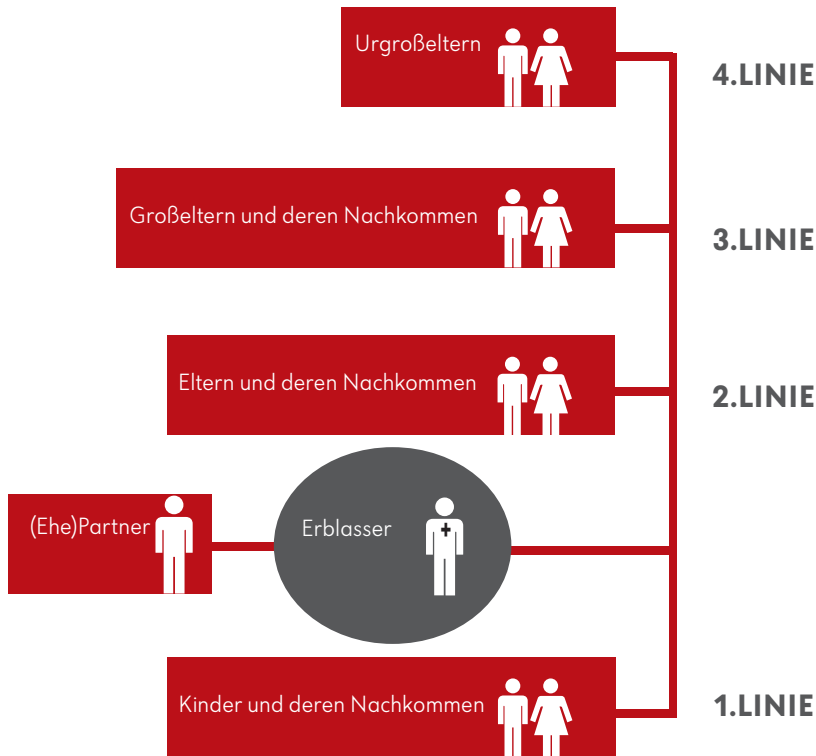 Urgroßeltern
4.LINIE
Großeltern und deren Nachkommen
3.LINIE
Eltern und deren Nachkommen
2.LINIE
(Ehe)Partner
Erblasser
Kinder und deren Nachkommen
1.LINIE